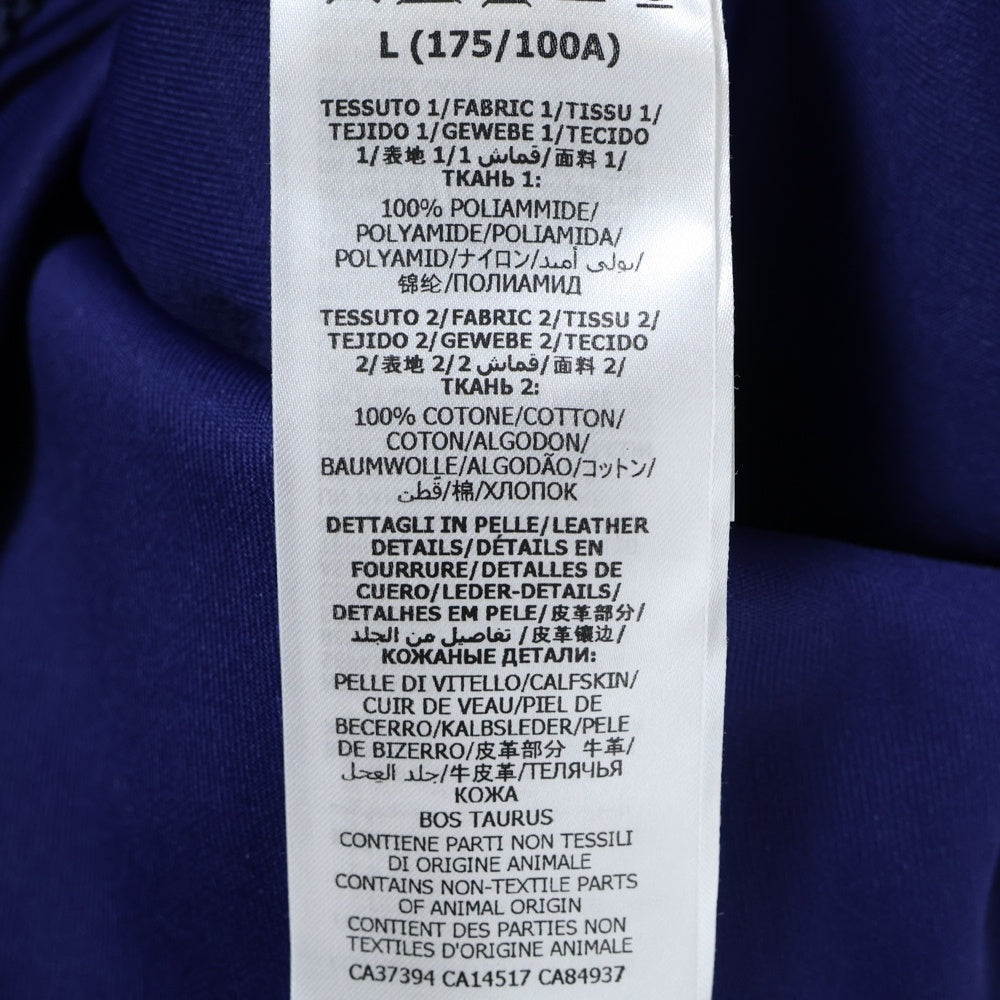 L (175/100A)
TESSUTO 1/FABRIC 1/TISSU 1/
TEJIDO 1/GEWEBE 1/TECIDO
1/表地 1/قماش 1/面料 1/
ТКАНЬ 1:
100% POLIAMMIDE/
POLYAMIDE/POLIAMIDA/
POLYAMID/ナイロン/بولي أميد/
锦纶/ПОЛИАМИД
TESSUTO 2/FABRIC 2/TISSU 2/
TEJIDO 2/GEWEBE 2/TECIDO
2/表地 2/قماش 2/面料 2/
ТКАНЬ 2:
100% COTONE/COTTON/
COTON/ALGODON/
BAUMWOLLE/ALGODÃO/コットン/
قُطن/棉/ХЛОПОК
DETTAGLI IN PELLE/LEATHER
DETAILS/DÉTAILS EN
FOURRURE/DETALLES DE
CUERO/LEDER-DETAILS/
DETALHES EM PELE/皮革部分/
تفاصيل من الجلد /皮革镶边/
КОЖАНЫЕ ДЕТАЛИ:
PELLE DI VITELLO/CALFSKIN/
CUIR DE VEAU/PIEL DE
BECERRO/KALBSLEDER/PELE
DE BIZERRO/皮革部分 牛革/
جلد العجل/牛皮革/ТЕЛЯЧЬЯ
КОЖА
BOS TAURUS
CONTIENE PARTI NON TESSILI
DI ORIGINE ANIMALE
CONTAINS NON-TEXTILE PARTS
OF ANIMAL ORIGIN
CONTIENT DES PARTIES NON
TEXTILES D'ORIGINE ANIMALE
CA37394 CA14517 CA84937